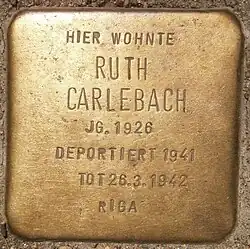 HIER WOHNTE
RUTH
CARLEBACH
JG. 1926
DEPORTIERT 1941
TOT 26.3.1942
RIGA